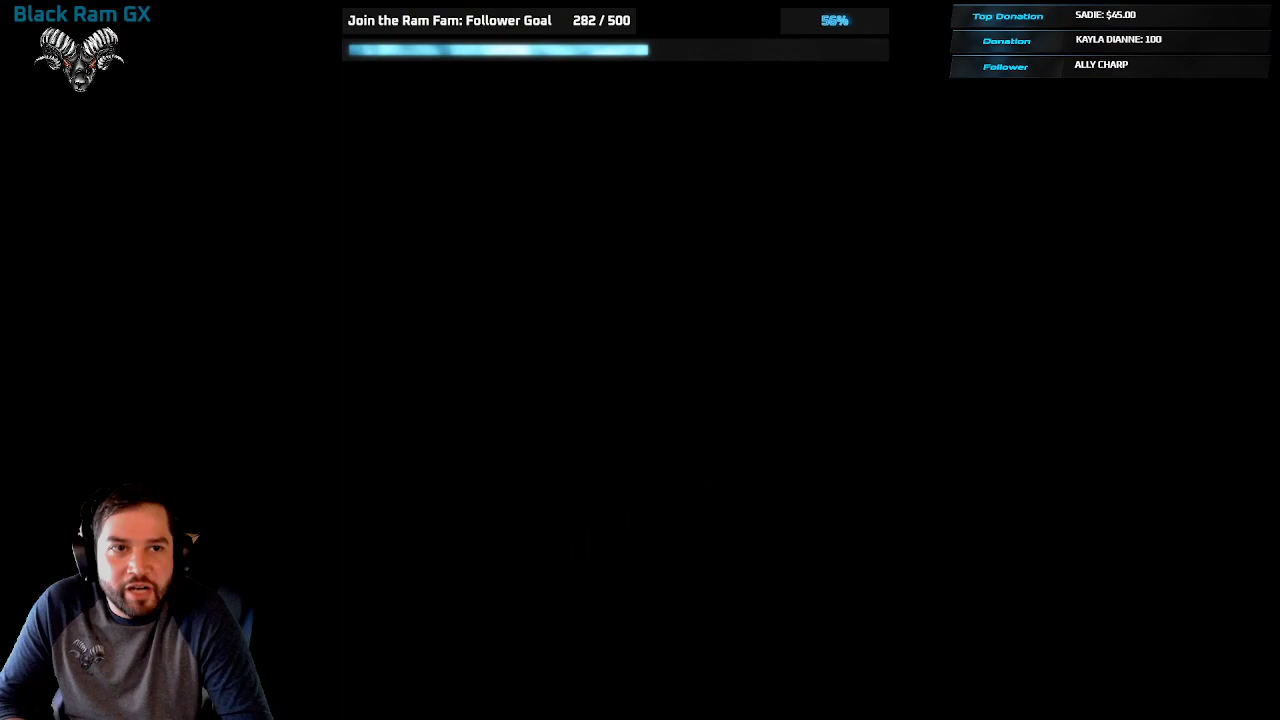 Black Ram GX
Join the Ram Fam: Follower Goal 282 / 500 56%
Top Donation SADIE: $45.00
Donation KAYLA DIANNE: 100
Follower ALLY CHARP